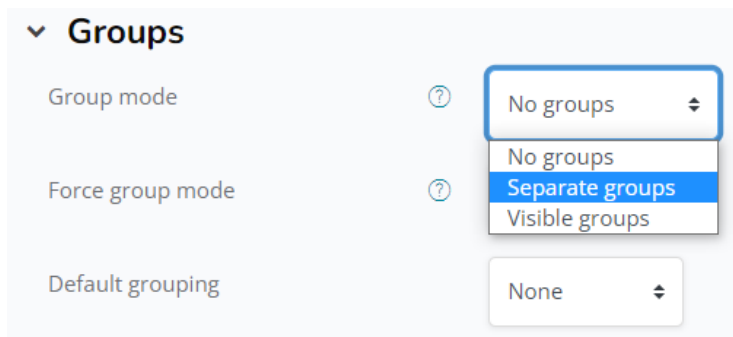 Groups
Group mode
No groups
No groups
Separate groups
Visible groups
Force group mode
Default grouping
None